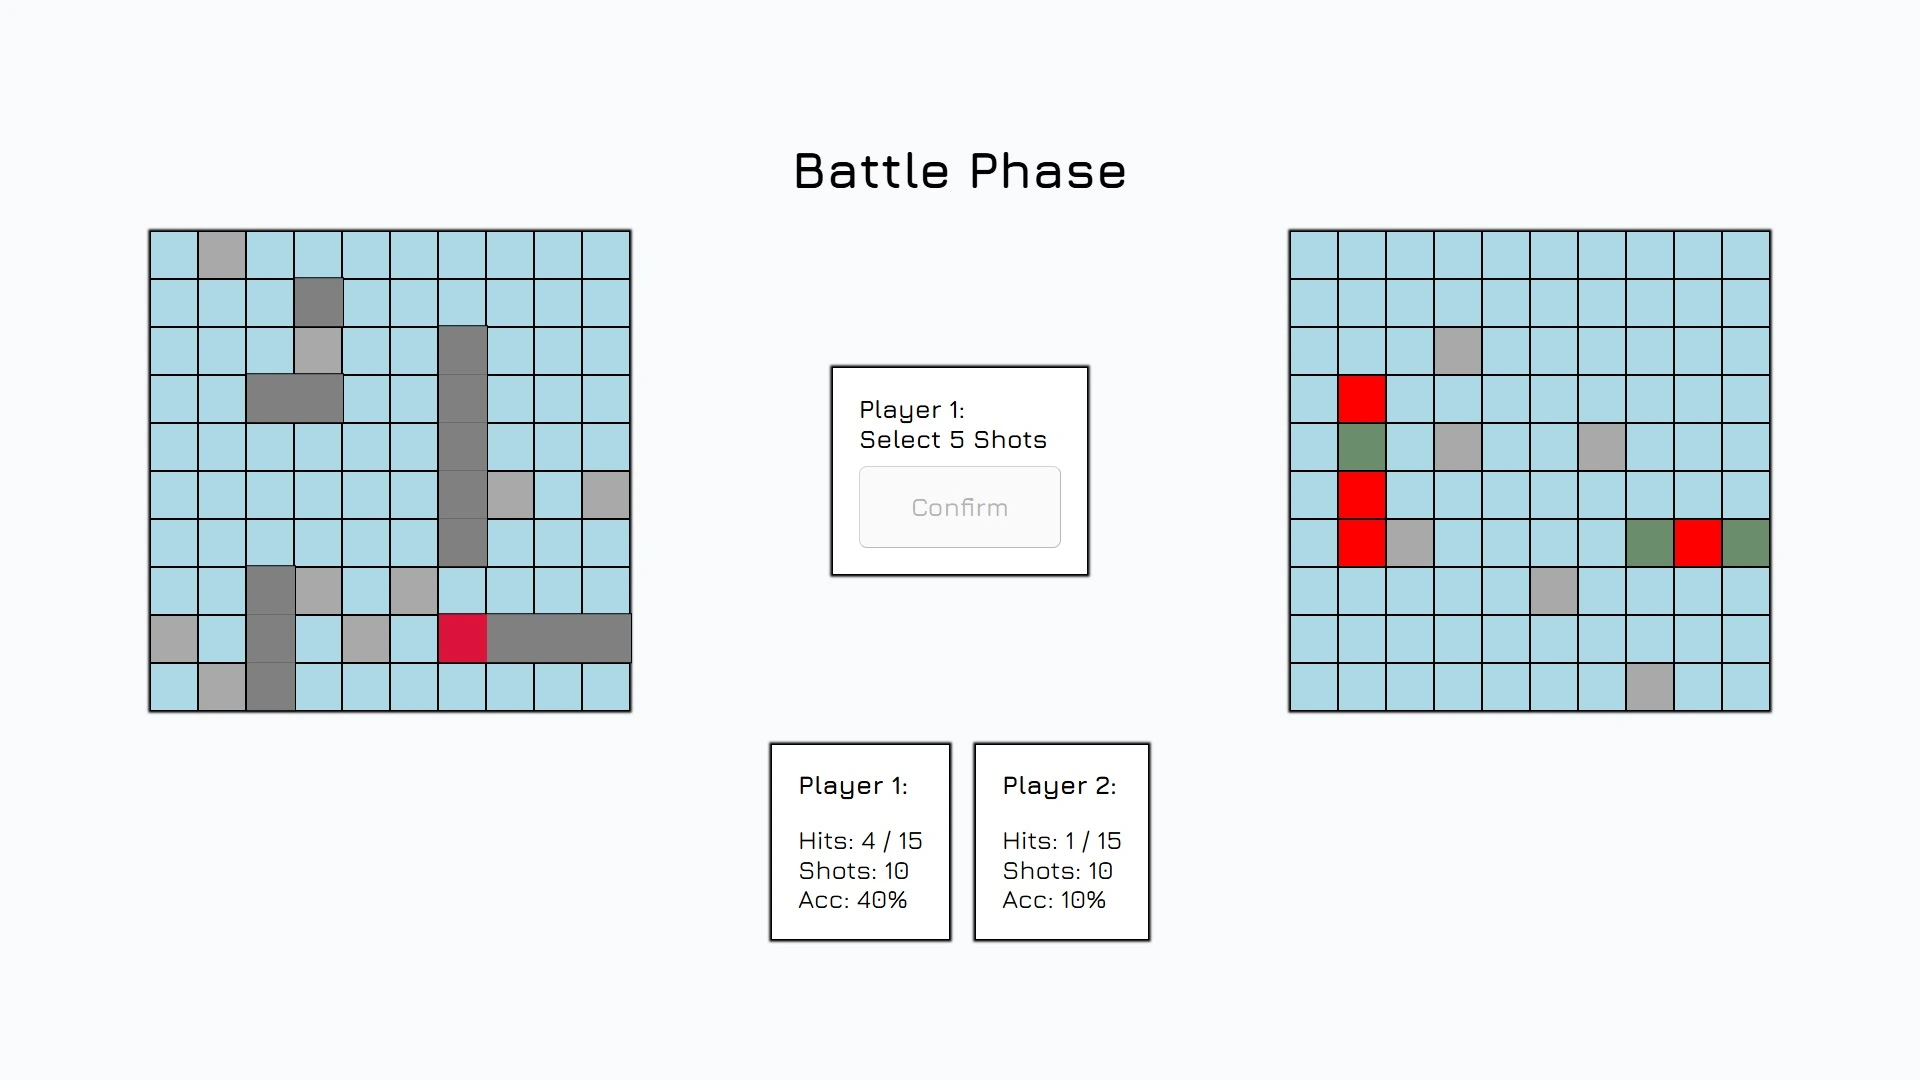 Battle Phase
Player 1:
Select 5 Shots
Confirm
Player 1:
Hits: 4 / 15
Shots: 10
Acc: 40%
Player 2:
Hits: 1 / 15
Shots: 10
Acc: 10%